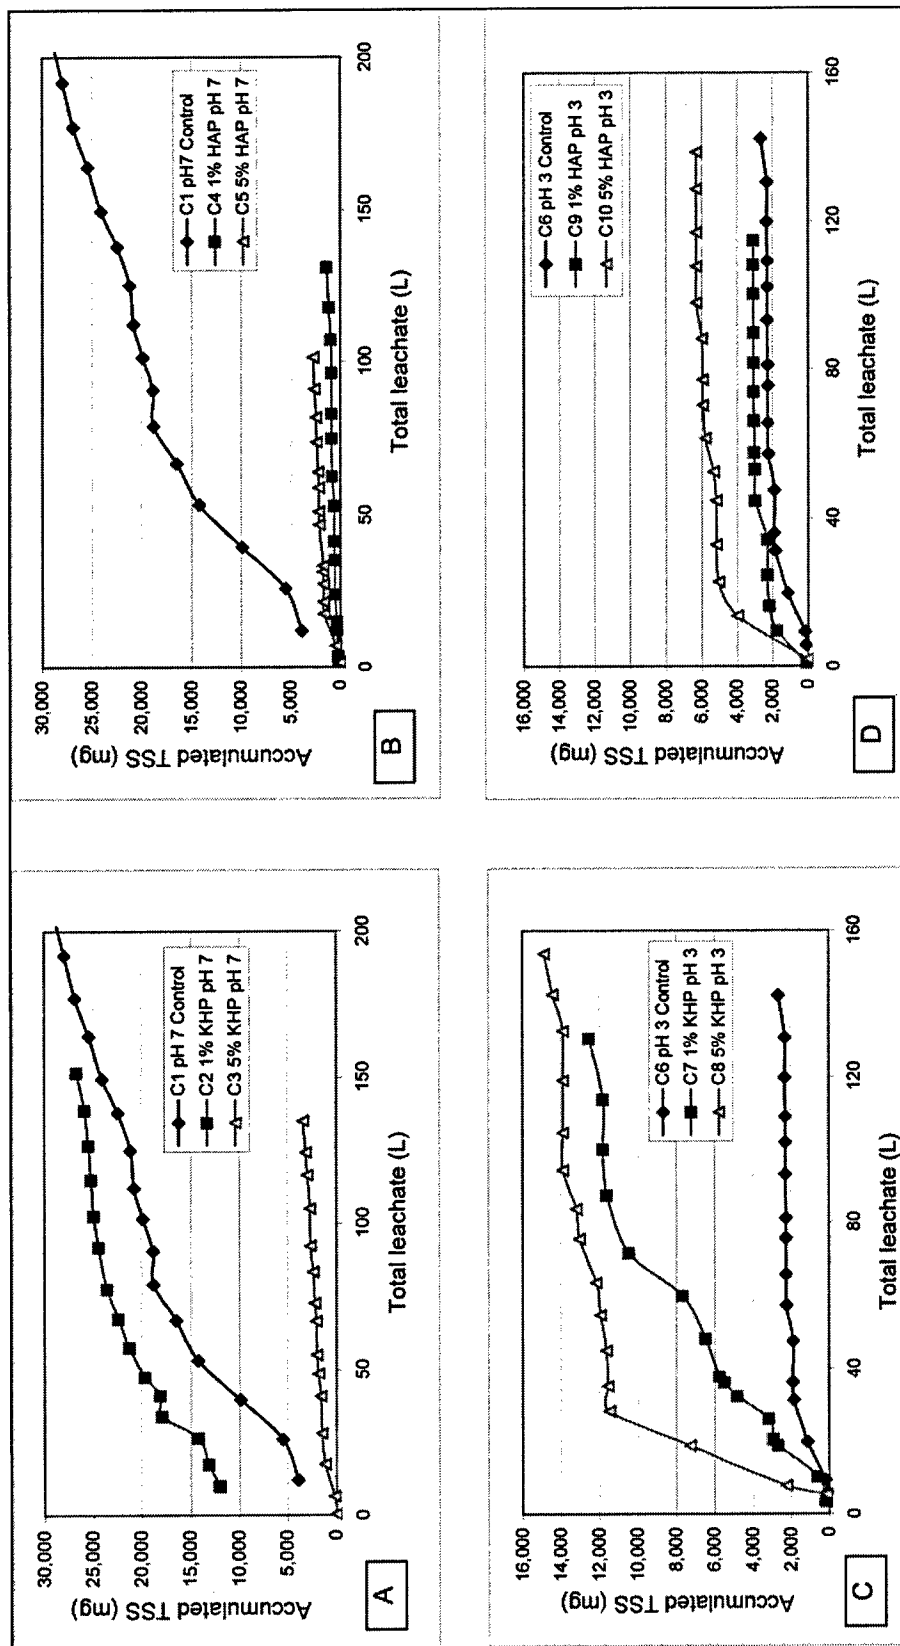 A
Accumulated TSS (mg)
30,000
25,000
20,000
15,000
10,000
5,000
0
0
50
100
150
200
Total leachate (L)
C1 pH 7 Control
C2 1% KHP pH 7
C3 5% KHP pH 7
B
Accumulated TSS (mg)
30,000
25,000
20,000
15,000
10,000
5,000
0
0
50
100
150
200
Total leachate (L)
C1 pH7 Control
C4 1% HAP pH 7
C5 5% HAP pH 7
C
Accumulated TSS (mg)
16,000
14,000
12,000
10,000
8,000
6,000
4,000
2,000
0
0
40
80
120
160
Total leachate (L)
C6 pH 3 Control
C7 1% KHP pH 3
C8 5% KHP pH 3
D
Accumulated TSS (mg)
16,000
14,000
12,000
10,000
8,000
6,000
4,000
2,000
0
0
40
80
120
160
Total leachate (L)
C6 pH 3 Control
C9 1% HAP pH 3
C10 5% HAP pH 3